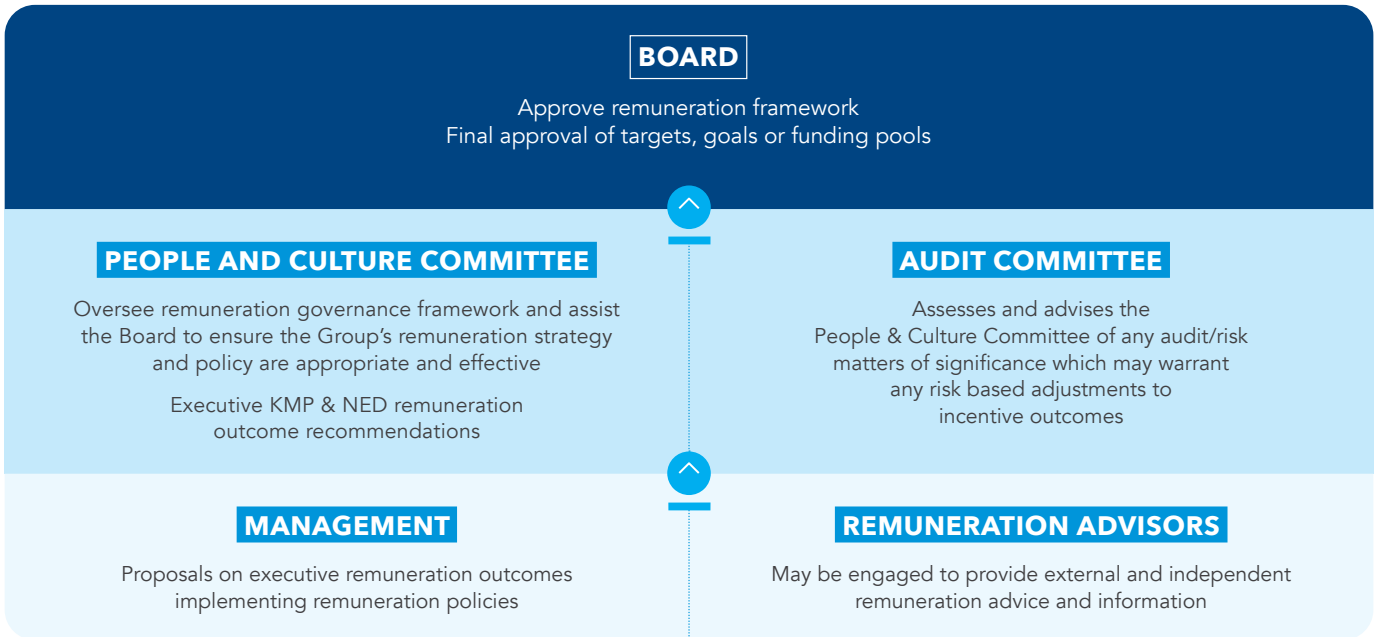 BOARD
Approve remuneration framework
Final approval of targets, goals or funding pools
PEOPLE AND CULTURE COMMITTEE
Oversee remuneration governance framework and assist
the Board to ensure the Group’s remuneration strategy
and policy are appropriate and effective
Executive KMP & NED remuneration
outcome recommendations
AUDIT COMMITTEE
Assesses and advises the
People & Culture Committee of any audit/risk
matters of significance which may warrant
any risk based adjustments to
incentive outcomes
MANAGEMENT
Proposals on executive remuneration outcomes
implementing remuneration policies
REMUNERATION ADVISORS
May be engaged to provide external and independent
remuneration advice and information